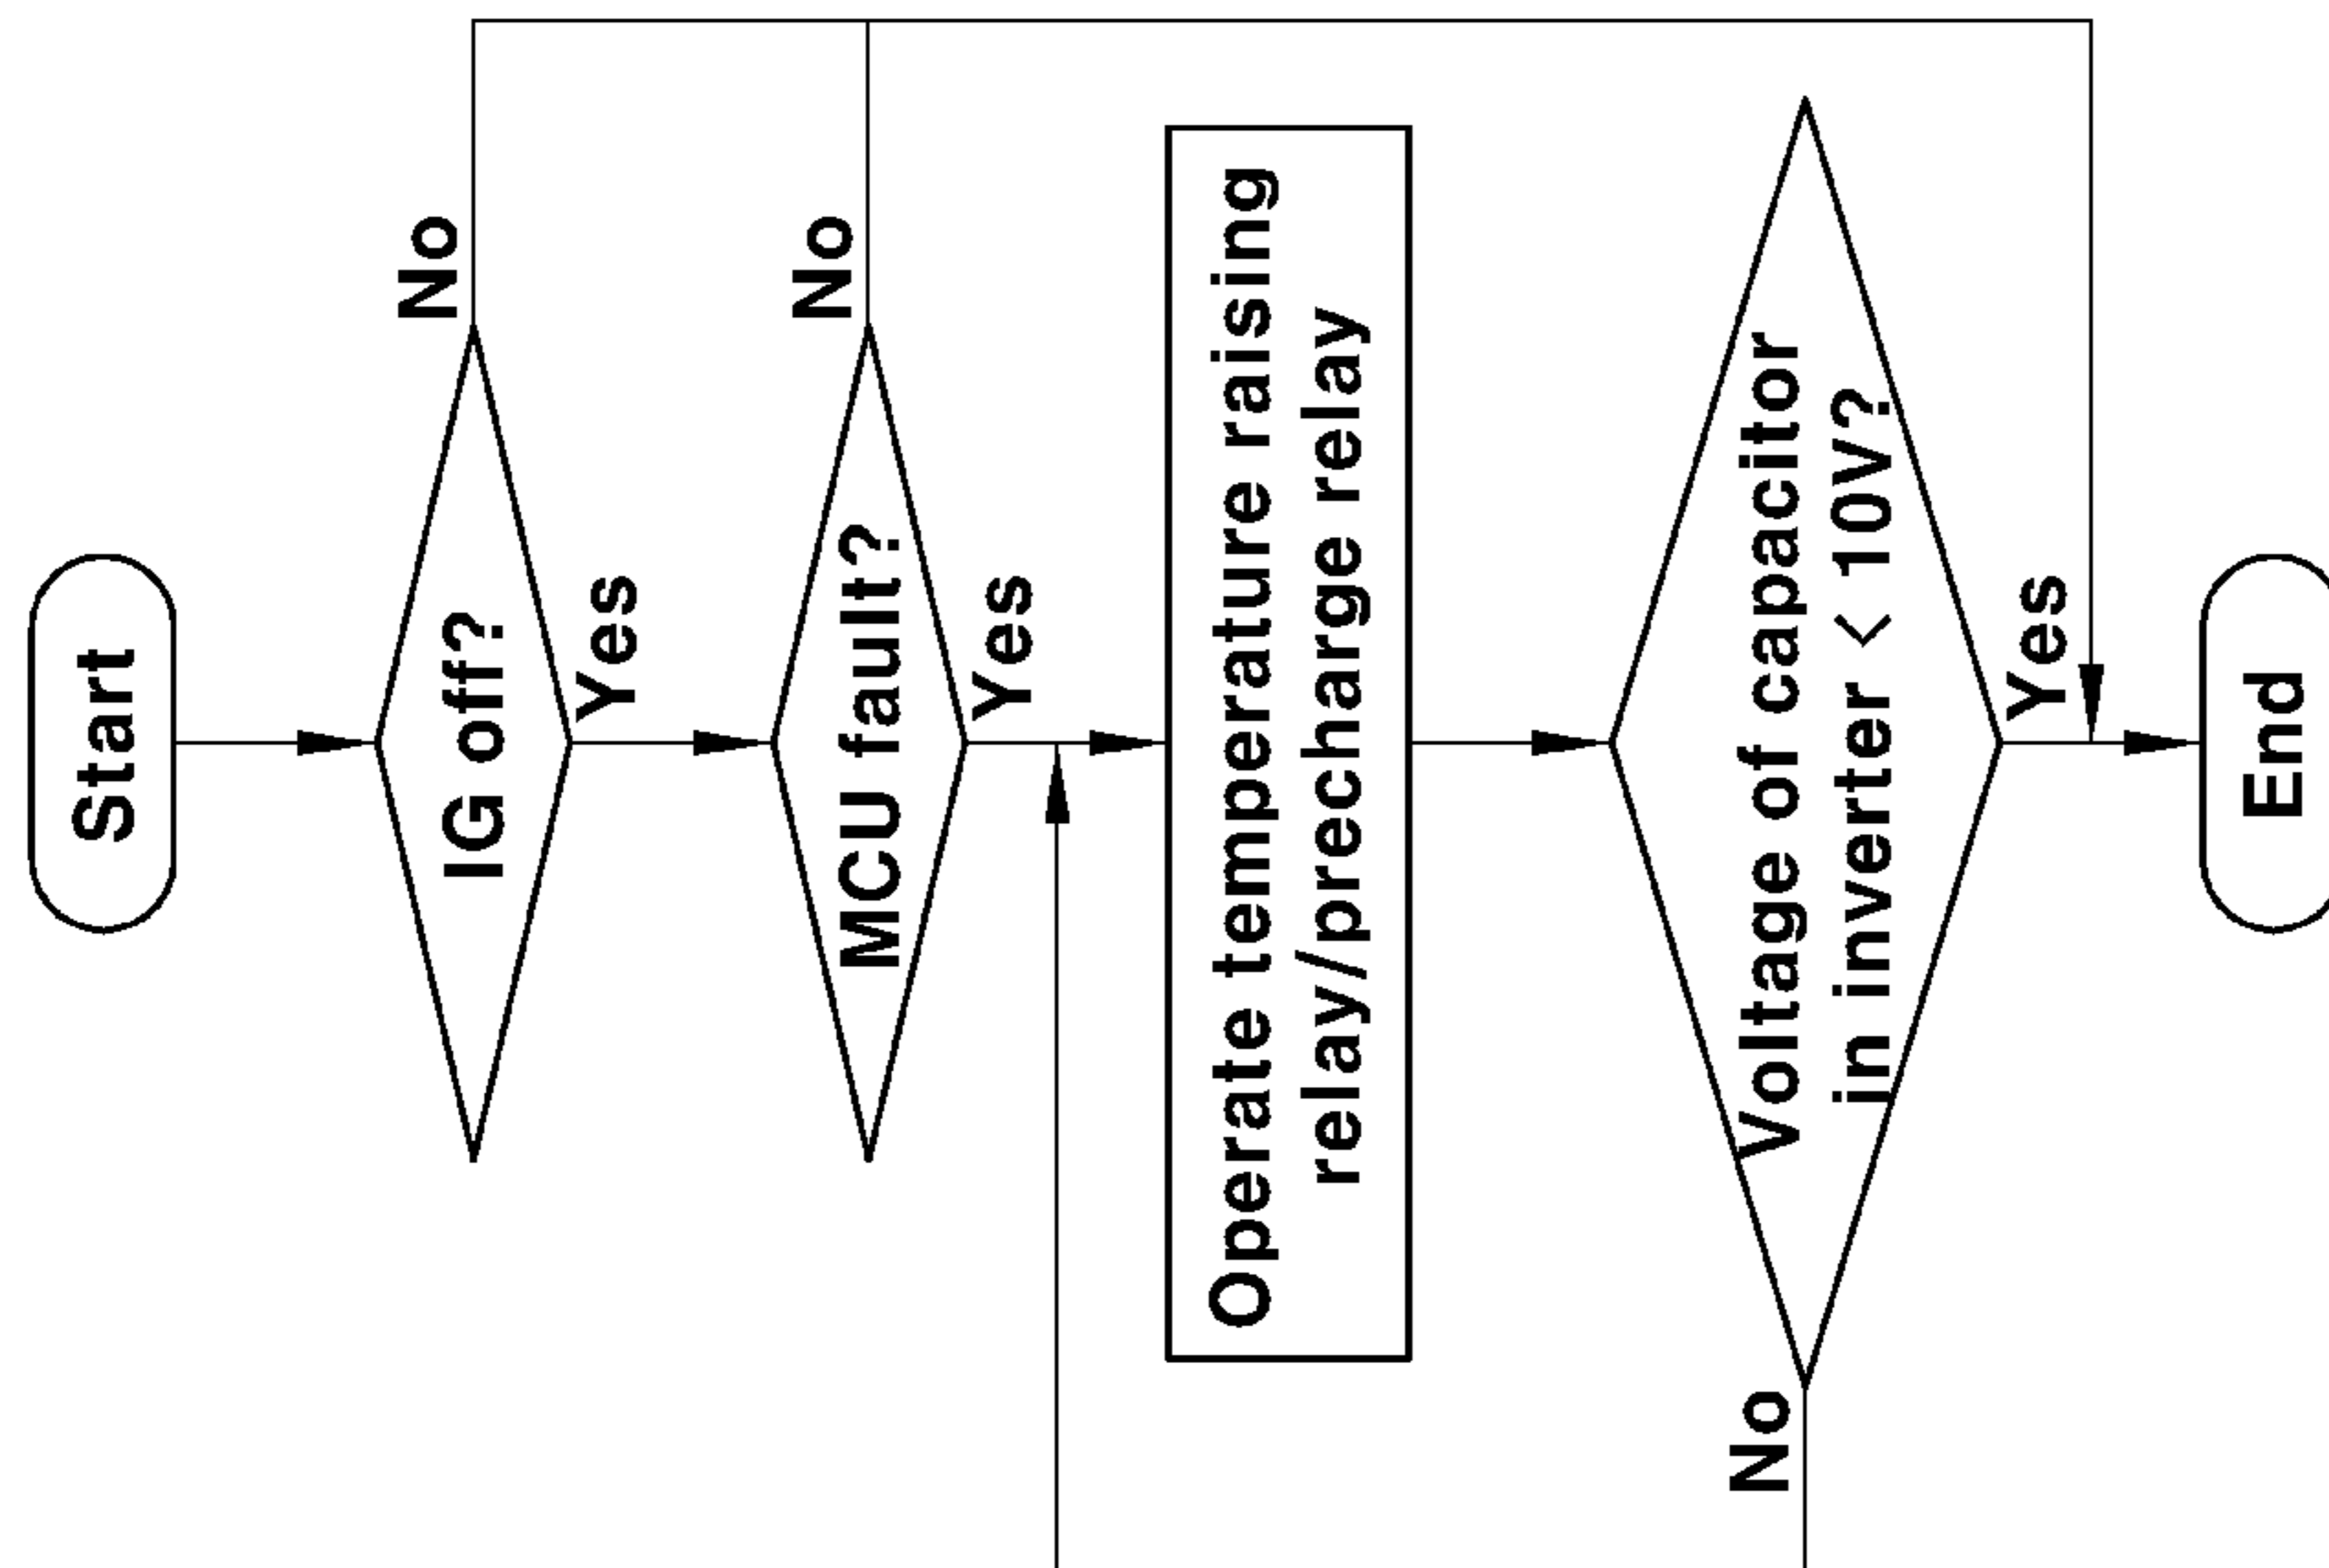 Start
IG off?
No
Yes
MCU fault?
No
Yes
Operate temperature raising
relay/precharge relay
Voltage of capacitor
in inverter < 10V?
No
Yes
End